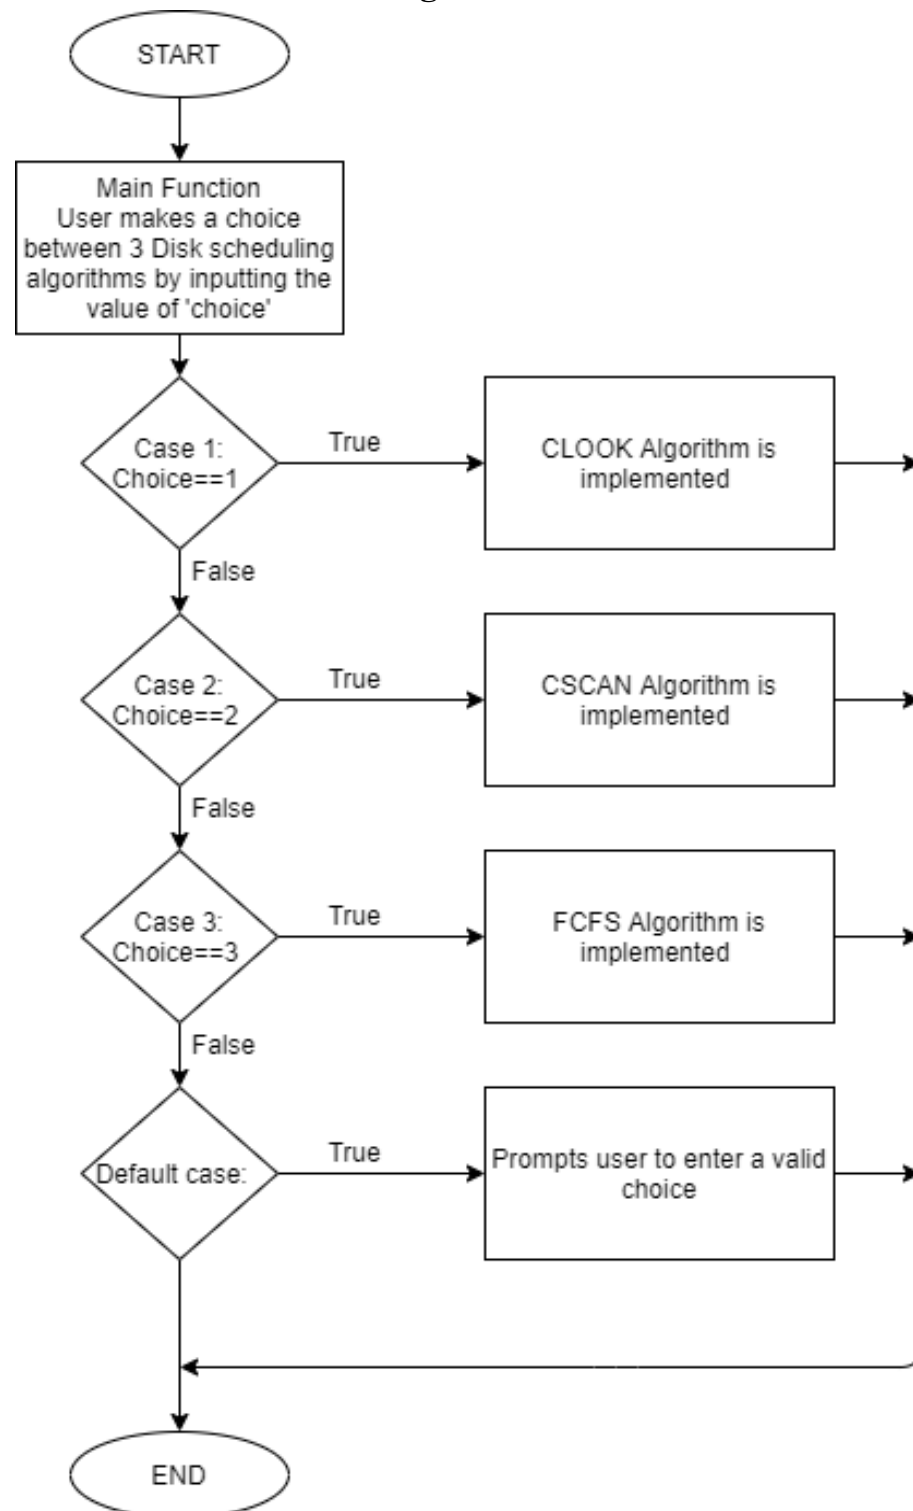 START
Main Function
User makes a choice
between 3 Disk scheduling
algorithms by inputting the
value of 'choice'
Case 1:
Choice==1
True
CLOOK Algorithm is
implemented
False
Case 2:
Choice==2
True
CSCAN Algorithm is
implemented
False
Case 3:
Choice==3
True
FCFS Algorithm is
implemented
False
Default case:
True
Prompts user to enter a valid
choice
END